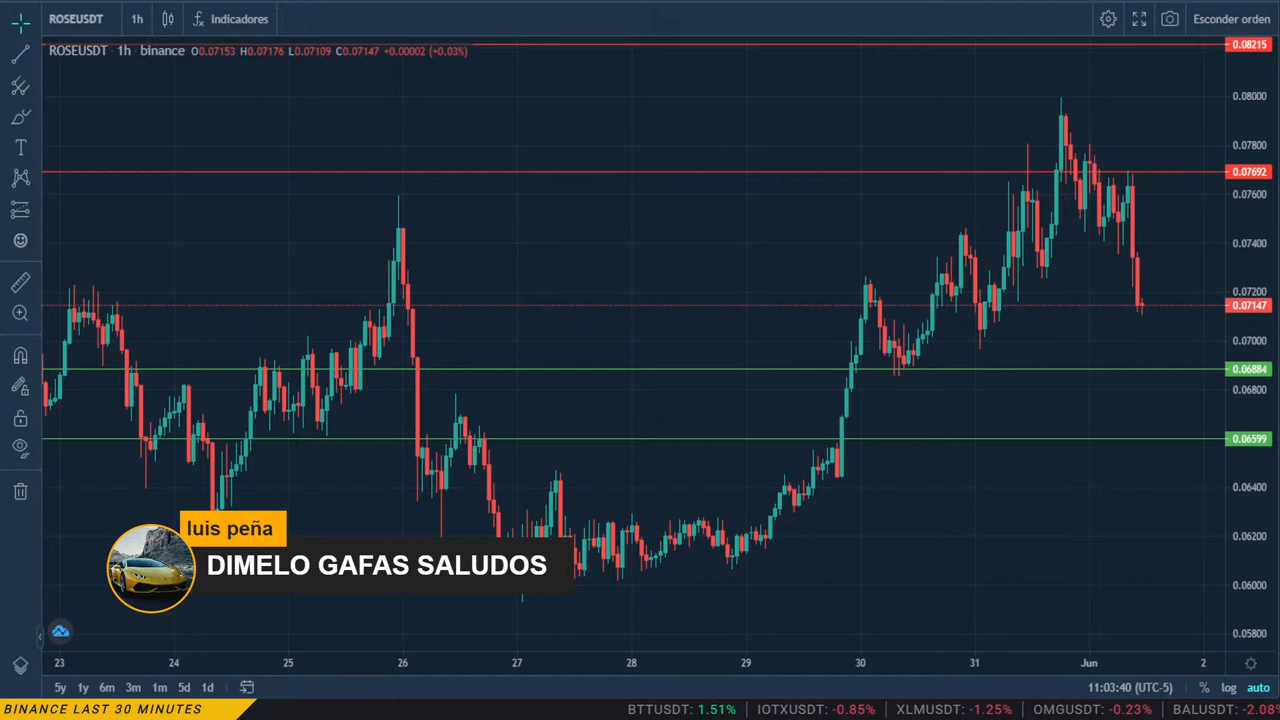 ROSEUSDT 1h Indicadores Esconder orden
ROSEUSDT 1h binance O0.07153 H0.07176 L0.07109 C0.07147 +0.00002 (+0.03%)
0.08215
0.08000
0.07800
0.07692
0.07600
0.07400
0.07200
0.07147
0.07000
0.06884
0.06800
0.06599
0.06400
0.06200
0.06000
0.05800
luis peña
DIMELO GAFAS SALUDOS
23 24 25 26 27 28 29 30 31 Jun 2
5y 1y 6m 3m 1m 5d 1d 11:03:40 (UTC-5) % log auto
BINANCE LAST 30 MINUTES BTTUSDT: 1.51% IOTXUSDT: -0.85% XLMUSDT: -1.25% OMGUSDT: -0.23% BALUSDT: -2.08%